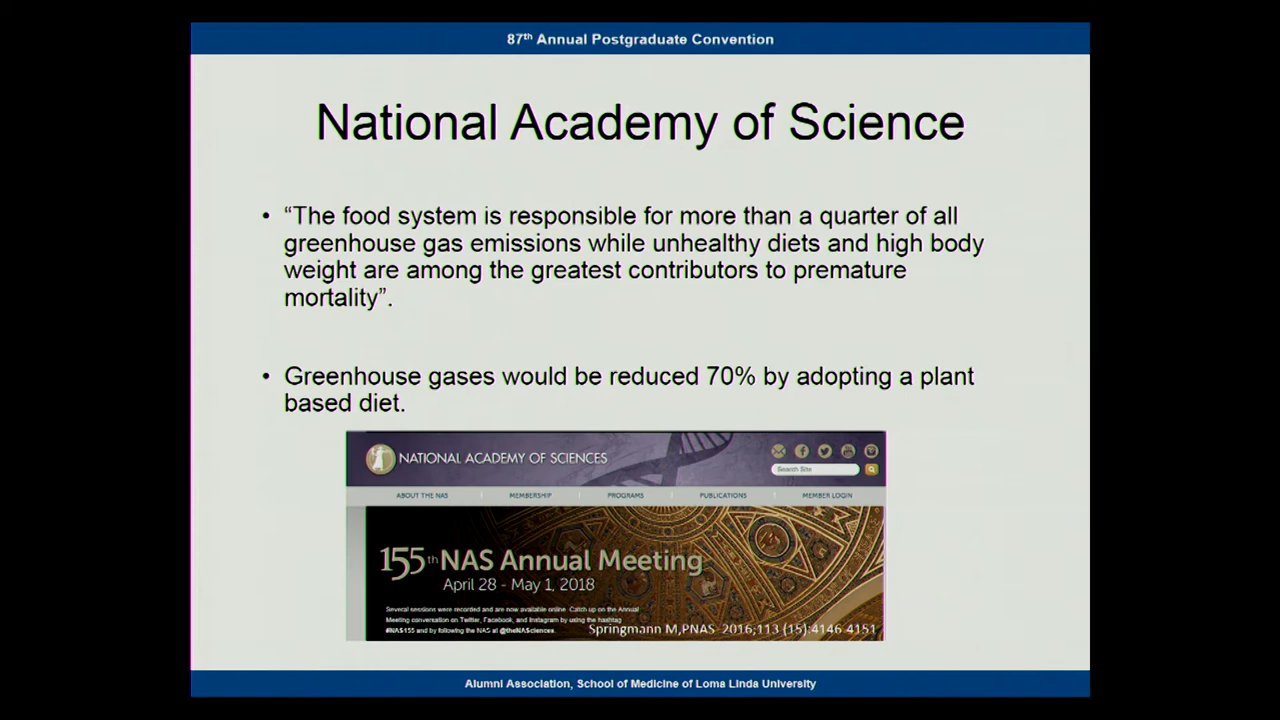 87th Annual Postgraduate Convention
National Academy of Science
• “The food system is responsible for more than a quarter of all
greenhouse gas emissions while unhealthy diets and high body
weight are among the greatest contributors to premature
mortality”.
• Greenhouse gases would be reduced 70% by adopting a plant
based diet.
NATIONAL ACADEMY OF SCIENCES
Search Site
ABOUT THE NAS MEMBERSHIP PROGRAMS PUBLICATIONS MEMBER LOGIN
155th NAS Annual Meeting
April 28 - May 1, 2018
Several sessions were recorded and are now available online. Catch up on the Annual
Meeting conversation on Twitter, Facebook, and Instagram by using the hashtag
#NAS155 and by following the NAS at @theNASciences.
Springmann M,PNAS 2016;113 (15):4146-4151
Alumni Association, School of Medicine of Loma Linda University